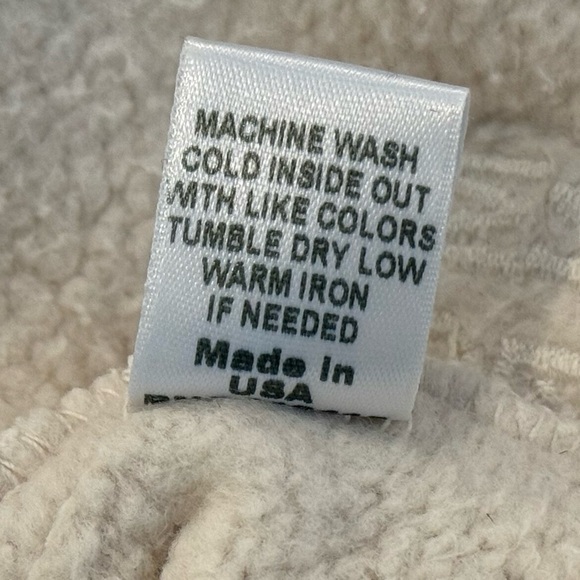 MACHINE WASH
COLD INSIDE OUT
WITH LIKE COLORS
TUMBLE DRY LOW
WARM IRON
IF NEEDED
Made in
USA